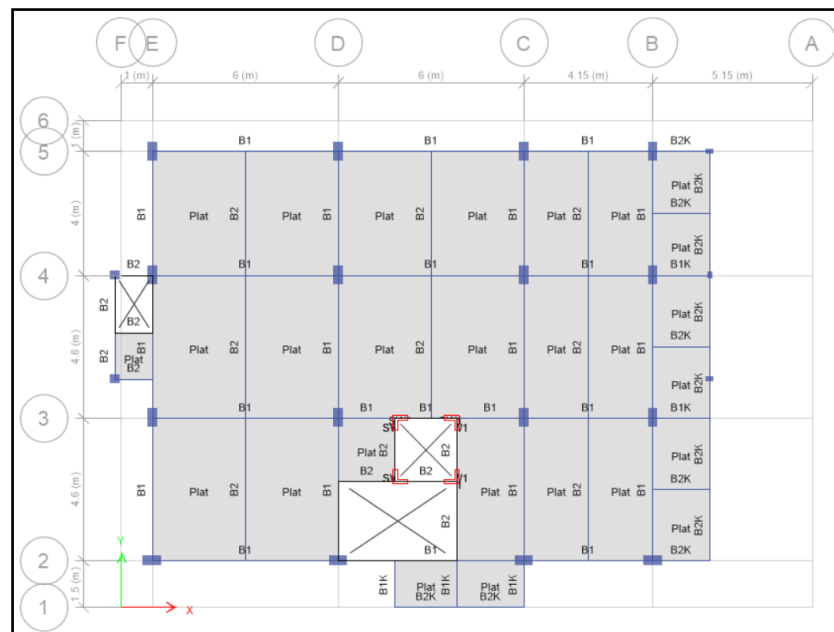 F E D C B A
1 (m) 6 (m) 6 (m) 4.15 (m) 5.15 (m)
6
1 (m)
B1 B1 B1 B2K
5
Plat B2K
4 (m) B1 Plat B2 Plat B1 Plat B2 Plat B1 Plat B2 Plat B1
B2K
Plat B2K
B2 B1 B1 B1 B1K
4
B2 Plat B2K
B2 B2K
4.6 (m) B1 Plat B2 Plat B1 Plat B2 Plat B1 Plat B2 Plat B1
B2 Plat Plat B2K
B2
B1 B1 B1 B1 B1 B1K
3
Plat B2 B2 Plat B2K
B2 B2 B2K
4.6 (m) B1 Plat B2 Plat B1 B2 Plat B1 Plat B2 Plat B1
Plat B2K
B1 B1 B1 B2K
2
Y
1.5 (m) B1K Plat B1K Plat B1K
B2K B2K
1
X